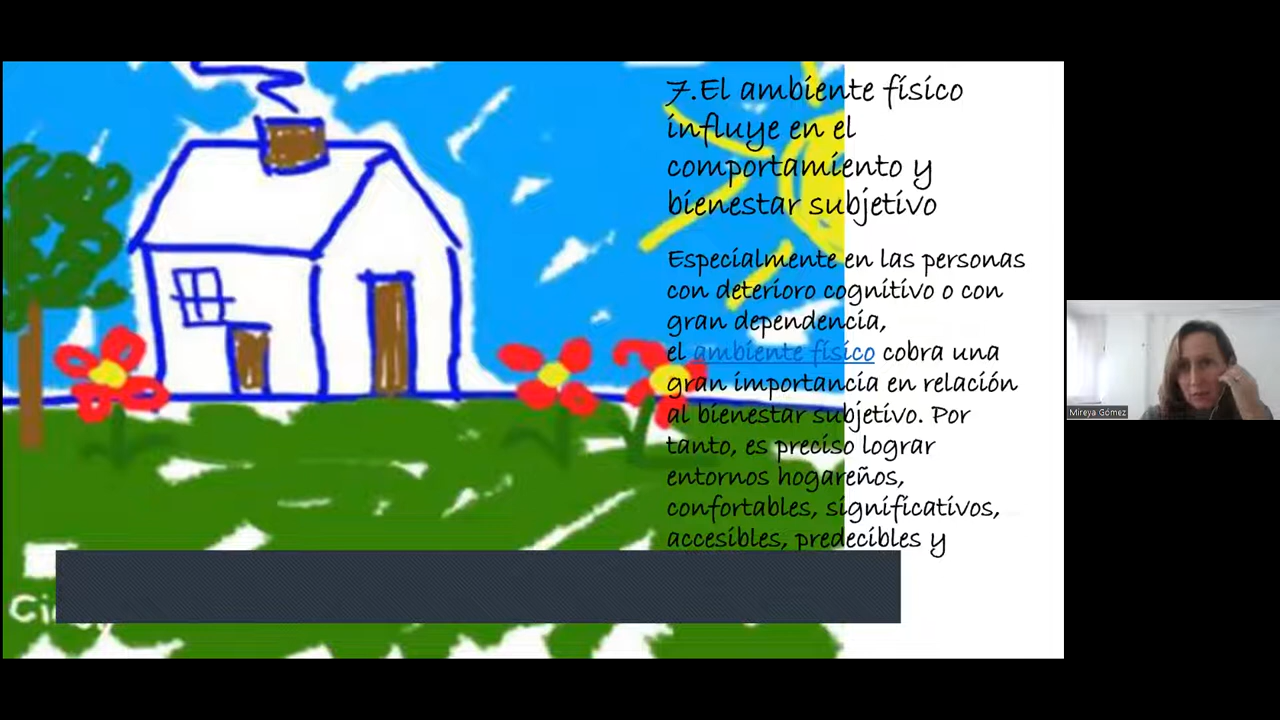 7.El ambiente físico
influye en el
comportamiento y
bienestar subjetivo
Especialmente en las personas
con deterioro cognitivo o con
gran dependencia,
el ambiente físico cobra una
gran importancia en relación
al bienestar subjetivo. Por
tanto, es preciso lograr
entornos hogareños,
confortables, significativos,
accesibles, predecibles y
Mireya Gómez